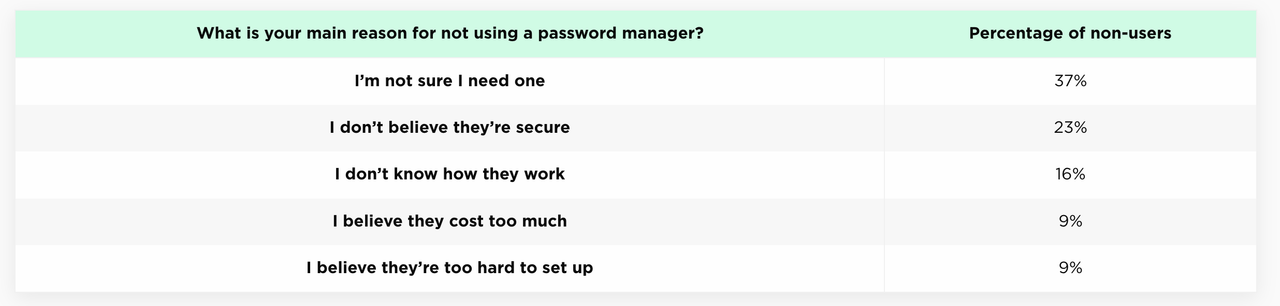 What is your main reason for not using a password manager? Percentage of non-users
I’m not sure I need one 37%
I don’t believe they’re secure 23%
I don’t know how they work 16%
I believe they cost too much 9%
I believe they’re too hard to set up 9%